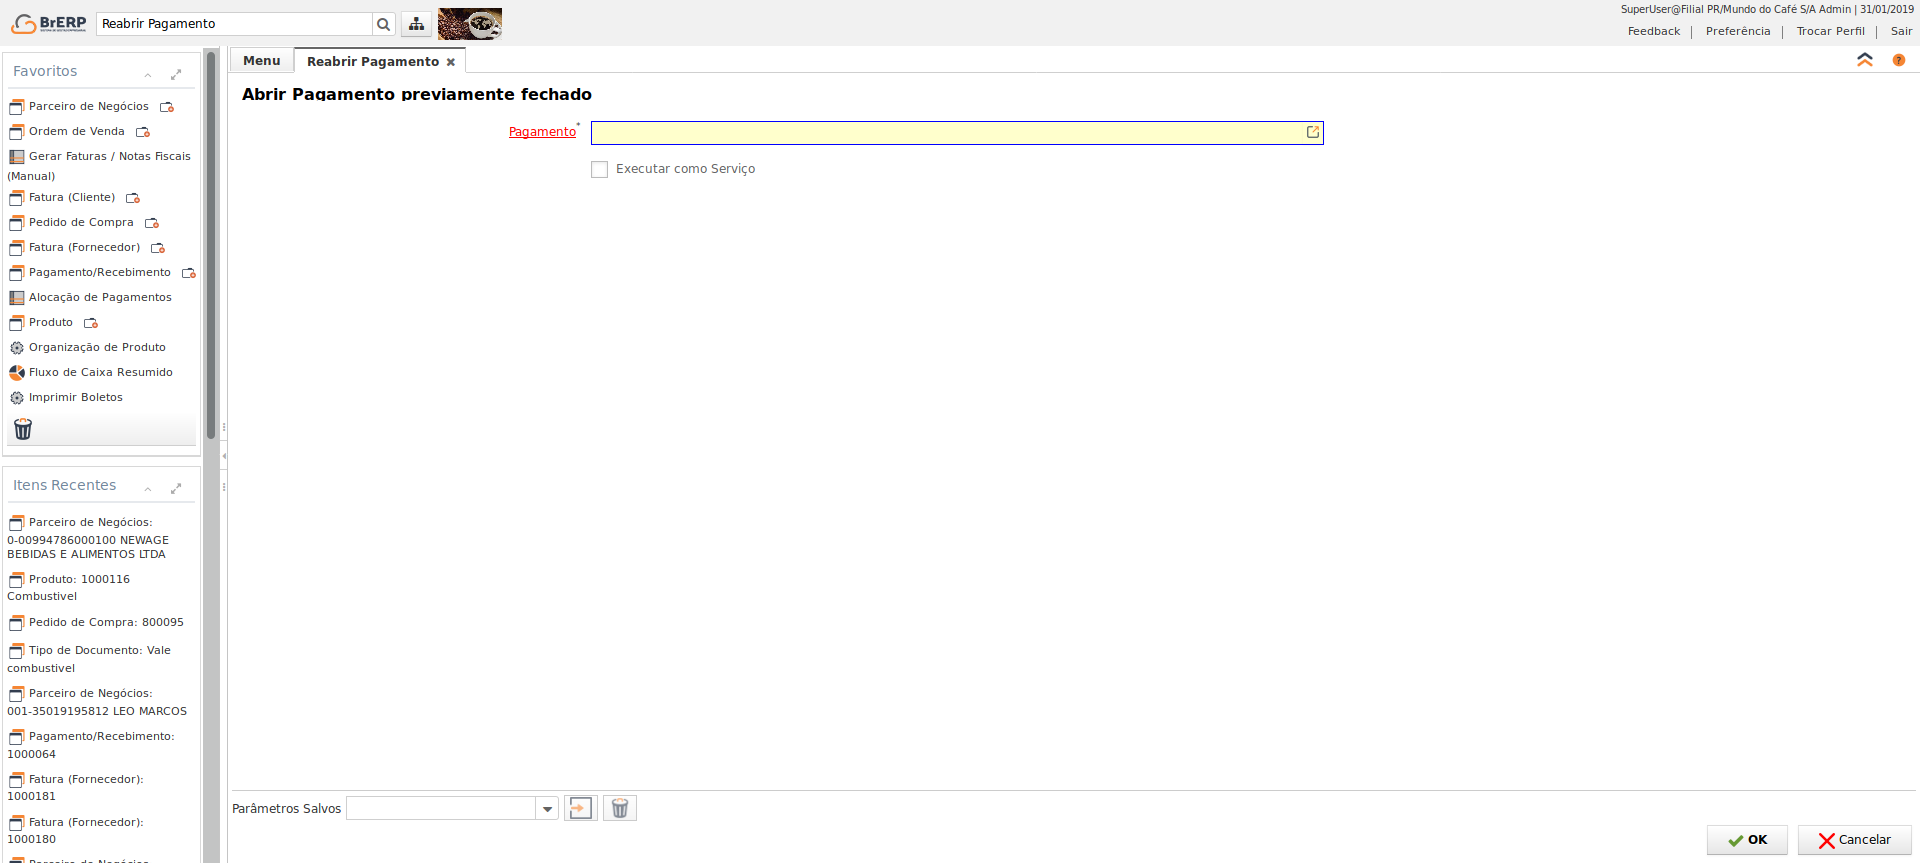 BrERP
Reabrir Pagamento
SuperUser@Filial PR/Mundo do Café S/A Admin | 31/01/2019
Feedback | Preferência | Trocar Perfil | Sair
Favoritos
Parceiro de Negócios
Ordem de Venda
Gerar Faturas / Notas Fiscais
(Manual)
Fatura (Cliente)
Pedido de Compra
Fatura (Fornecedor)
Pagamento/Recebimento
Alocação de Pagamentos
Produto
Organização de Produto
Fluxo de Caixa Resumido
Imprimir Boletos
Itens Recentes
Parceiro de Negócios:
0-00994786000100 NEWAGE
BEBIDAS E ALIMENTOS LTDA
Produto: 1000116
Combustivel
Pedido de Compra: 800095
Tipo de Documento: Vale
combustivel
Parceiro de Negócios:
001-35019195812 LEO MARCOS
Pagamento/Recebimento:
1000064
Fatura (Fornecedor):
1000181
Fatura (Fornecedor):
1000180
Parceiro de Negócios
Menu
Reabrir Pagamento
?
Abrir Pagamento previamente fechado
Pagamento*
Executar como Serviço
Parâmetros Salvos
OK
Cancelar